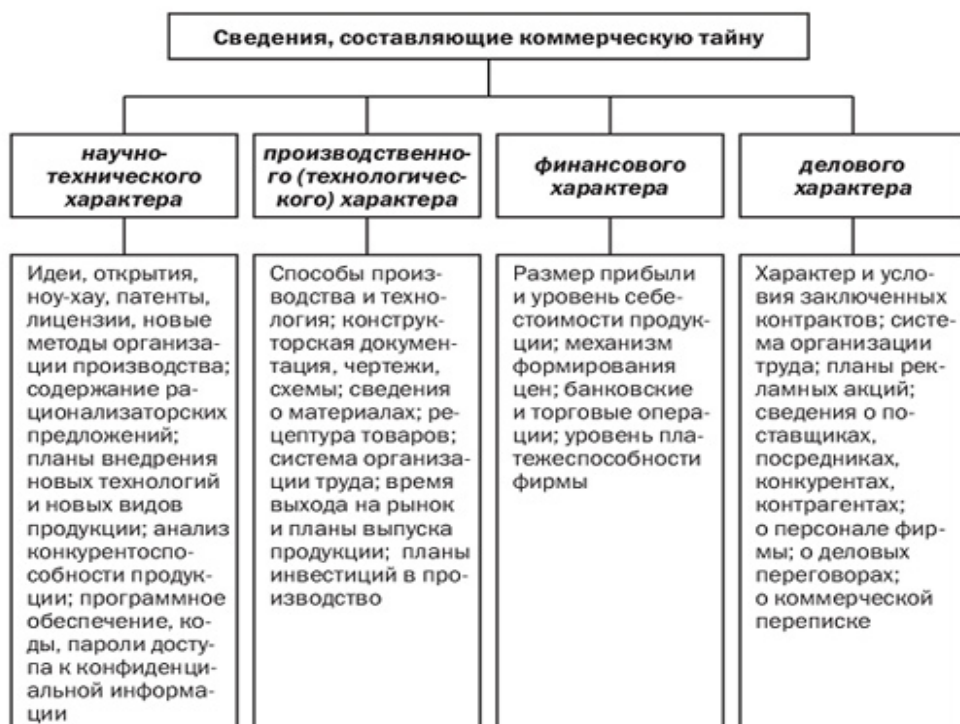 Сведения, составляющие коммерческую тайну
научно-
технического
характера
производственно-
го (технологичес-
кого) характера
финансового
характера
делового
характера
Идеи, открытия,
ноу-хау, патенты,
лицензии, новые
методы организа-
ции производства;
содержание ра-
ционализаторских
предложений;
планы внедрения
новых технологий
и новых видов
продукции; анализ
конкурентоспо-
собности продук-
ции; программное
обеспечение, ко-
ды, пароли досту-
па к конфиденци-
альной информа-
ции
Способы произ-
водства и техно-
логия; конструк-
торская докумен-
тация, чертежи,
схемы; сведения
о материалах; ре-
цептура товаров;
система организа-
ции труда; время
выхода на рынок
и планы выпуска
продукции; планы
инвестиций в про-
изводство
Размер прибыли
и уровень себе-
стоимости продук-
ции; механизм
формирования
цен; банковские
и торговые опера-
ции; уровень пла-
тежеспособности
фирмы
Характер и усло-
вия заключенных
контрактов; систе-
ма организации
труда; планы рек-
ламных акций;
сведения о по-
ставщиках,
посредниках,
конкурентах,
контрагентах;
о персонале фир-
мы; о деловых
переговорах;
о коммерческой
переписке